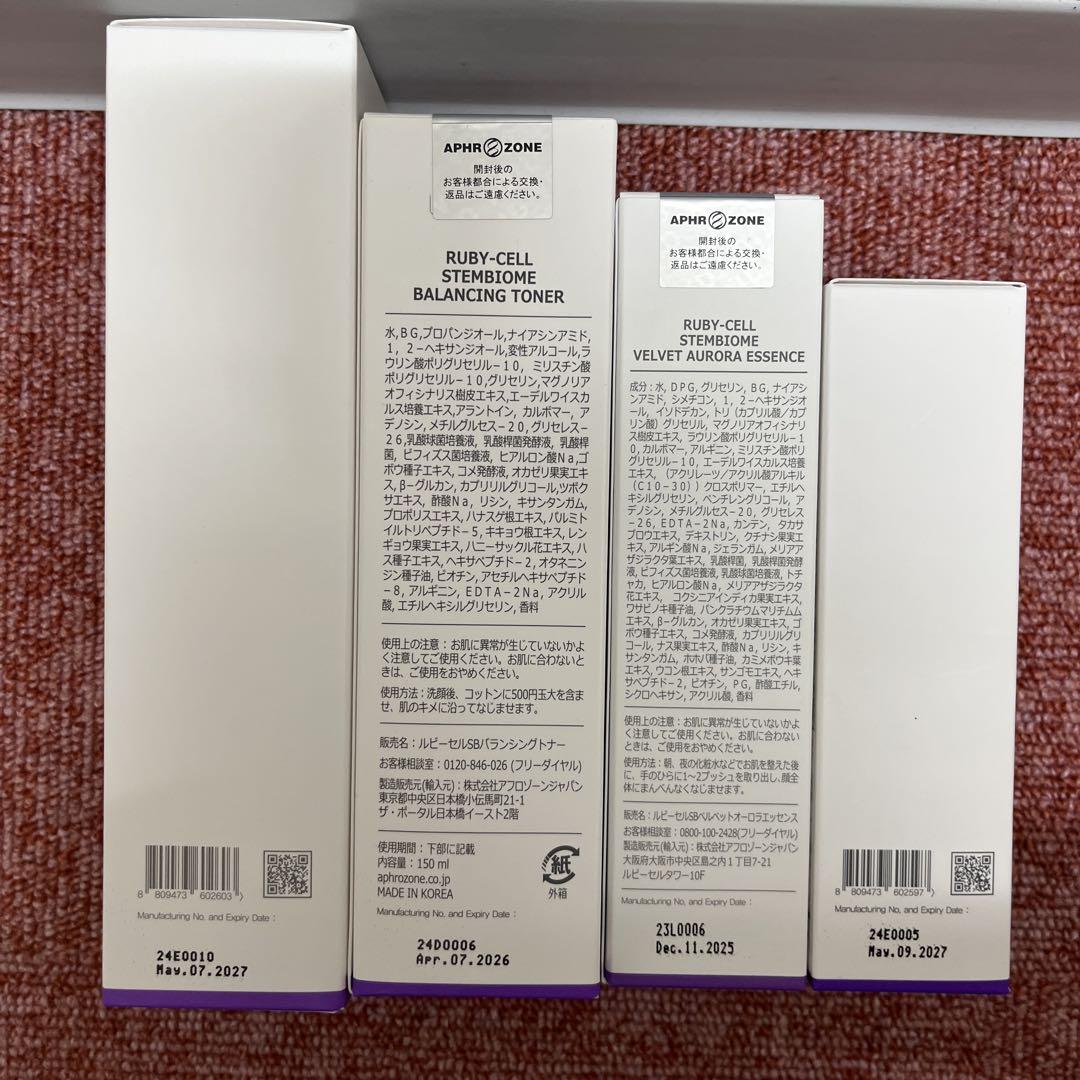 8 809473 602603
Manufacturing No. and Expiry Date :
24E0010
May.07.2027
APHROZONE
開封後の
お客様都合による交換・
返品はご遠慮ください。
RUBY-CELL
STEMBIOME
BALANCING TONER
水,BG,プロパンジオール,ナイアシンアミド,
1,2-ヘキサンジオール,変性アルコール,ラ
ウリン酸ポリグリセリル-10, ミリスチン酸
ポリグリセリル-10,グリセリン,マグノリア
オフィシナリス樹皮エキス,エーデルワイスカ
ルス培養エキス,アラントイン, カルボマー, ア
デノシン, メチルグルセス-20, グリセレス-
26,乳酸球菌培養液, 乳酸桿菌発酵液, 乳酸桿
菌, ビフィズス菌培養液, ヒアルロン酸Na,ゴ
ボウ種子エキス, コメ発酵液, オカゼリ果実エキ
ス,β-グルカン, カプリリルグリコール,ツボク
サエキス, 酢酸Na, リシン, キサンタンガム,
プロポリスエキス, ハナスゲ根エキス, パルミト
イルトリペプチド-5, キキョウ根エキス, レン
ギョウ果実エキス, ハニーサックル花エキス, ハ
ス種子エキス, ヘキサペプチド-2, オタネニン
ジン種子油, ビオチン, アセチルヘキサペプチド
-8, アルギニン, EDTA-2Na, アクリル
酸, エチルヘキシルグリセリン, 香料
使用上の注意 : お肌に異常が生じていないかよ
く注意してご使用ください。お肌に合わないと
きは、ご使用をおやめください。
使用方法 : 洗顔後、コットンに500円玉大を含ま
せ、肌のキメに沿ってなじませます。
販売名 : ルビーセルSBバランシングトナー
お客様相談室 : 0120-846-026 (フリーダイヤル)
製造販売元(輸入元) : 株式会社アフロゾーンジャパン
東京都中央区日本橋小伝馬町21-1
ザ・ポータル日本橋イースト2階
使用期間 : 下部に記載
内容量 : 150 ml
aphrozone.co.jp
MADE IN KOREA
紙
外箱
Manufacturing No. and Expiry Date :
24D0006
Apr.07.2026
APHROZONE
開封後の
お客様都合による交換・
返品はご遠慮ください。
RUBY-CELL
STEMBIOME
VELVET AURORA ESSENCE
成分 : 水, DPG, グリセリン, BG, ナイアシ
ンアミド, シメチコン, 1, 2-ヘキサンジオ
ール, イソドデカン, トリ (カプリル酸/カプ
リン酸) グリセリル, マグノリアオフィシナリ
ス樹皮エキス, ラウリン酸ポリグリセリル-1
0, カルボマー, アルギニン, ミリスチン酸ポリ
グリセリル-10, エーデルワイスカルス培養
エキス, (アクリレーツ/アクリル酸アルキル
(C10-30)) クロスポリマー, エチルヘ
キシルグリセリン, ペンチレングリコール, ア
デノシン, メチルグルセス-20, グリセレス
-26, EDTA-2Na, カンテン, タカサ
ブロウエキス, デキストリン, クチナシ果実エ
キス, アルギン酸Na, ジェランガム, メリアア
ザジラクタ葉エキス, 乳酸桿菌, 乳酸桿菌発酵
液, ビフィズス菌培養液, 乳酸球菌培養液, トチ
ャカ, ヒアルロン酸Na, メリアアザジラクタ
花エキス, コクシニアインディカ果実エキス,
ワサビノキ種子油, パンクラチウムマリチムム
エキス, β-グルカン, オカゼリ果実エキス, ゴ
ボウ種子エキス, コメ発酵液, カプリリルグリ
コール, ナス果実エキス, 酢酸Na, リシン, キ
サンタンガム, ホホバ種子油, カミメボウキ葉
エキス, ウコン根エキス, サンゴモエキス, ヘキ
サペプチド-2, ビオチン, PG, 酢酸エチル,
シクロヘキサン, アクリル酸, 香料
使用上の注意 : お肌に異常が生じていないかよ
く注意してご使用ください。お肌に合わない
ときは、ご使用をおやめください。
使用方法 : 朝、夜の化粧水などでお肌を整えた後
に、手のひらに1~2プッシュを取り出し、顔全
体にまんべんなくなじませます。
販売名 : ルビーセルSBベルベットオーロラエッセンス
お客様相談室 : 0800-100-2428(フリーダイヤル)
製造販売元(輸入元) : 株式会社アフロゾーンジャパン
大阪府大阪市中央区島之内1丁目7-21
ルビーセルタワー10F
Manufacturing No. and Expiry Date :
23L0006
Dec.11.2025
8 809473 602597
Manufacturing No. and Expiry Date :
24E0005
May.09.2027